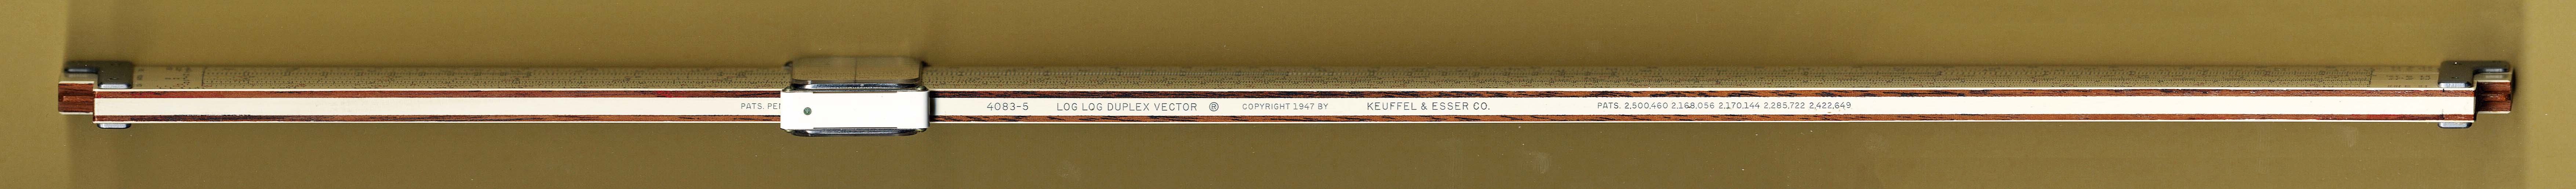 PATS. PEN 4083-5 LOG LOG DUPLEX VECTOR ® COPYRIGHT 1947 BY KEUFFEL & ESSER CO. PATS. 2,500,460 2,168,056 2,170,144 2,285,722 2,422,649